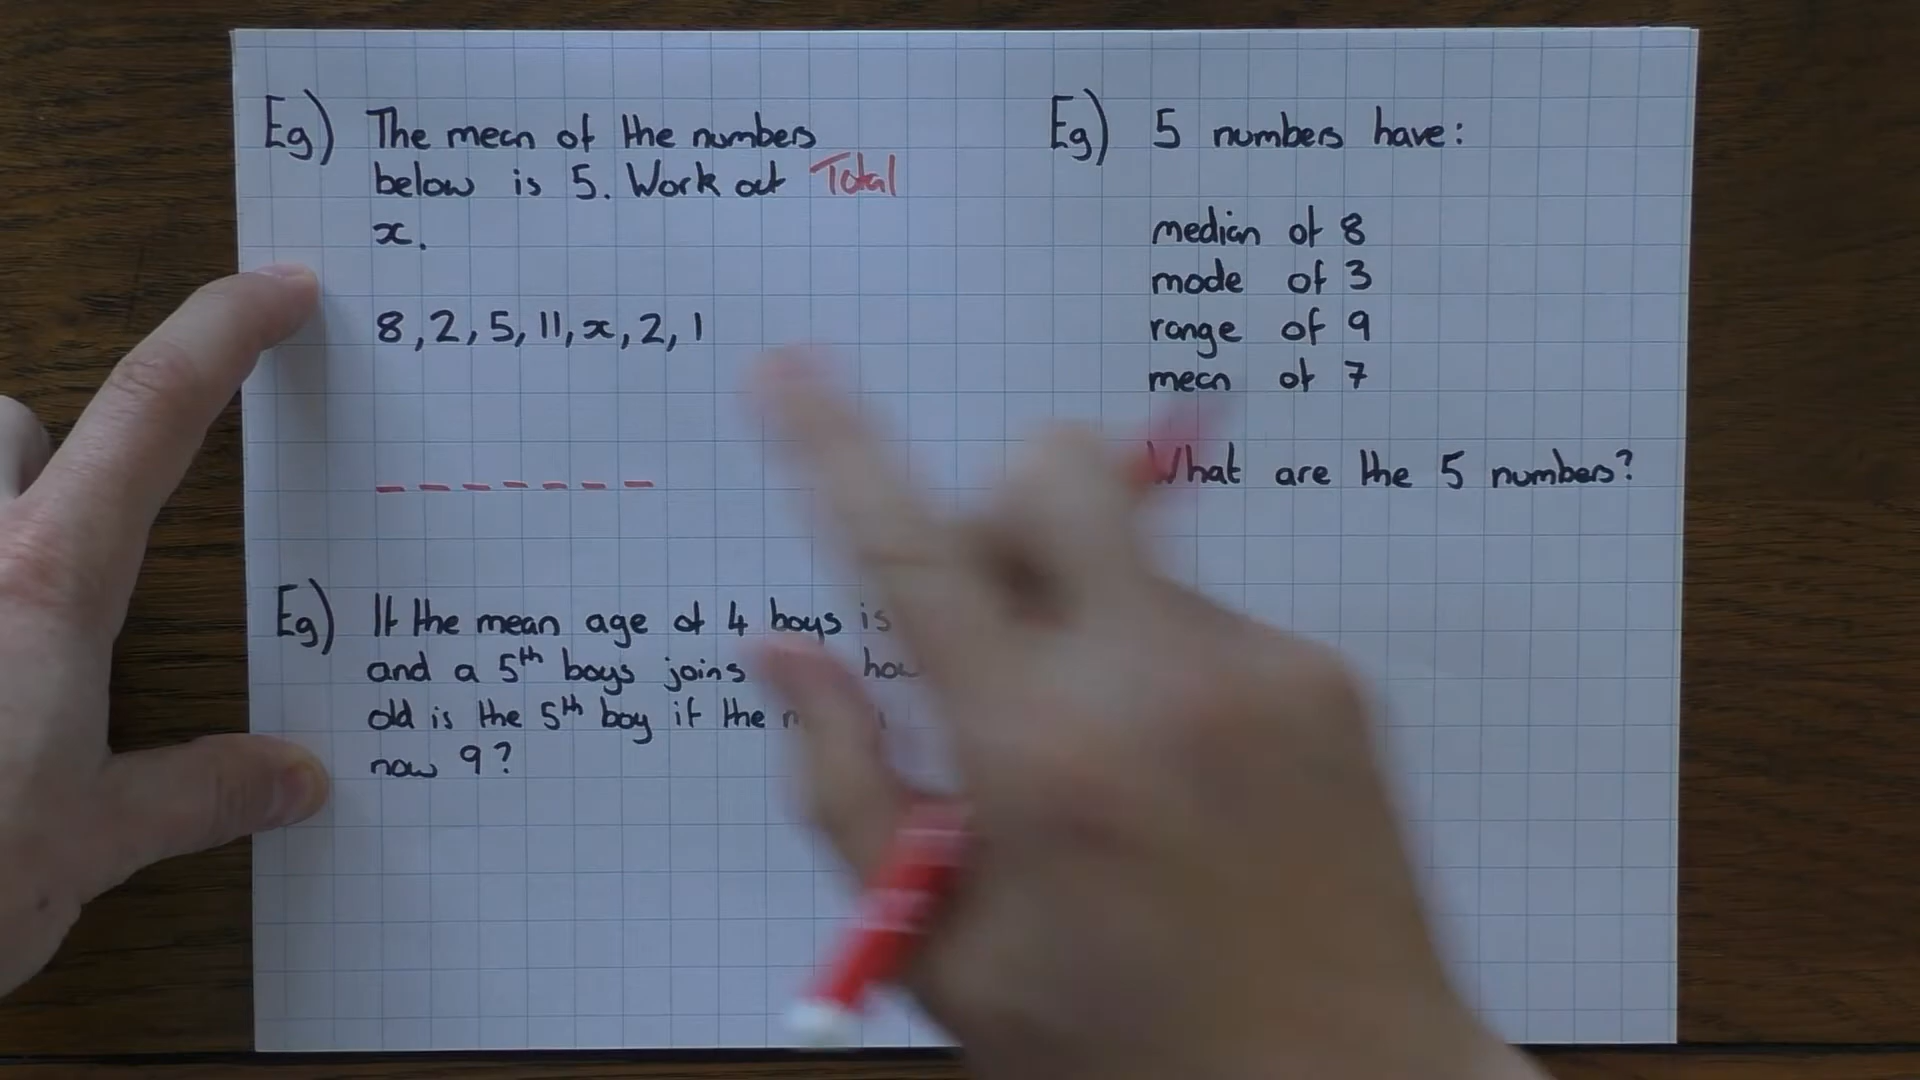 Eg) The mean of the numbers
below is 5. Work out Total
x.
8, 2, 5, 11, x, 2, 1
Eg) If the mean age of 4 boys is
and a 5th boys joins
old is the 5th boy if the
now 9?
Eg) 5 numbers have:
median of 8
mode of 3
range of 9
mean of 7
What are the 5 numbers?